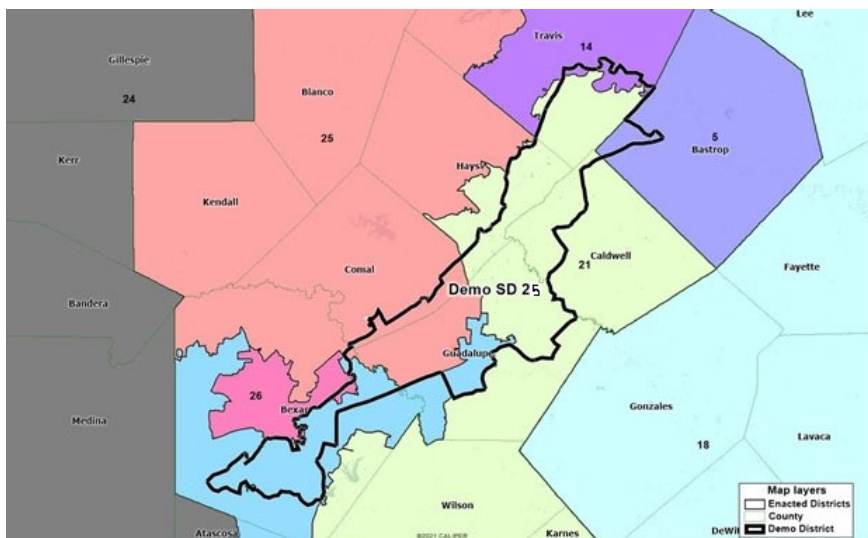 Lee
Travis
14
Gillespie
24
Blanco
25
5
Bastrop
Kerr
Hays
Kendall
Caldwell
21
Comal
Fayette
Demo SD 25
Bandera
Guadalupe
26
Bexar
Gonzales
Medina
18
Lavaca
Wilson
Atascosa
©2021 CALIPER
Karnes
DeWit
Map layers
Enacted Districts
County
Demo District